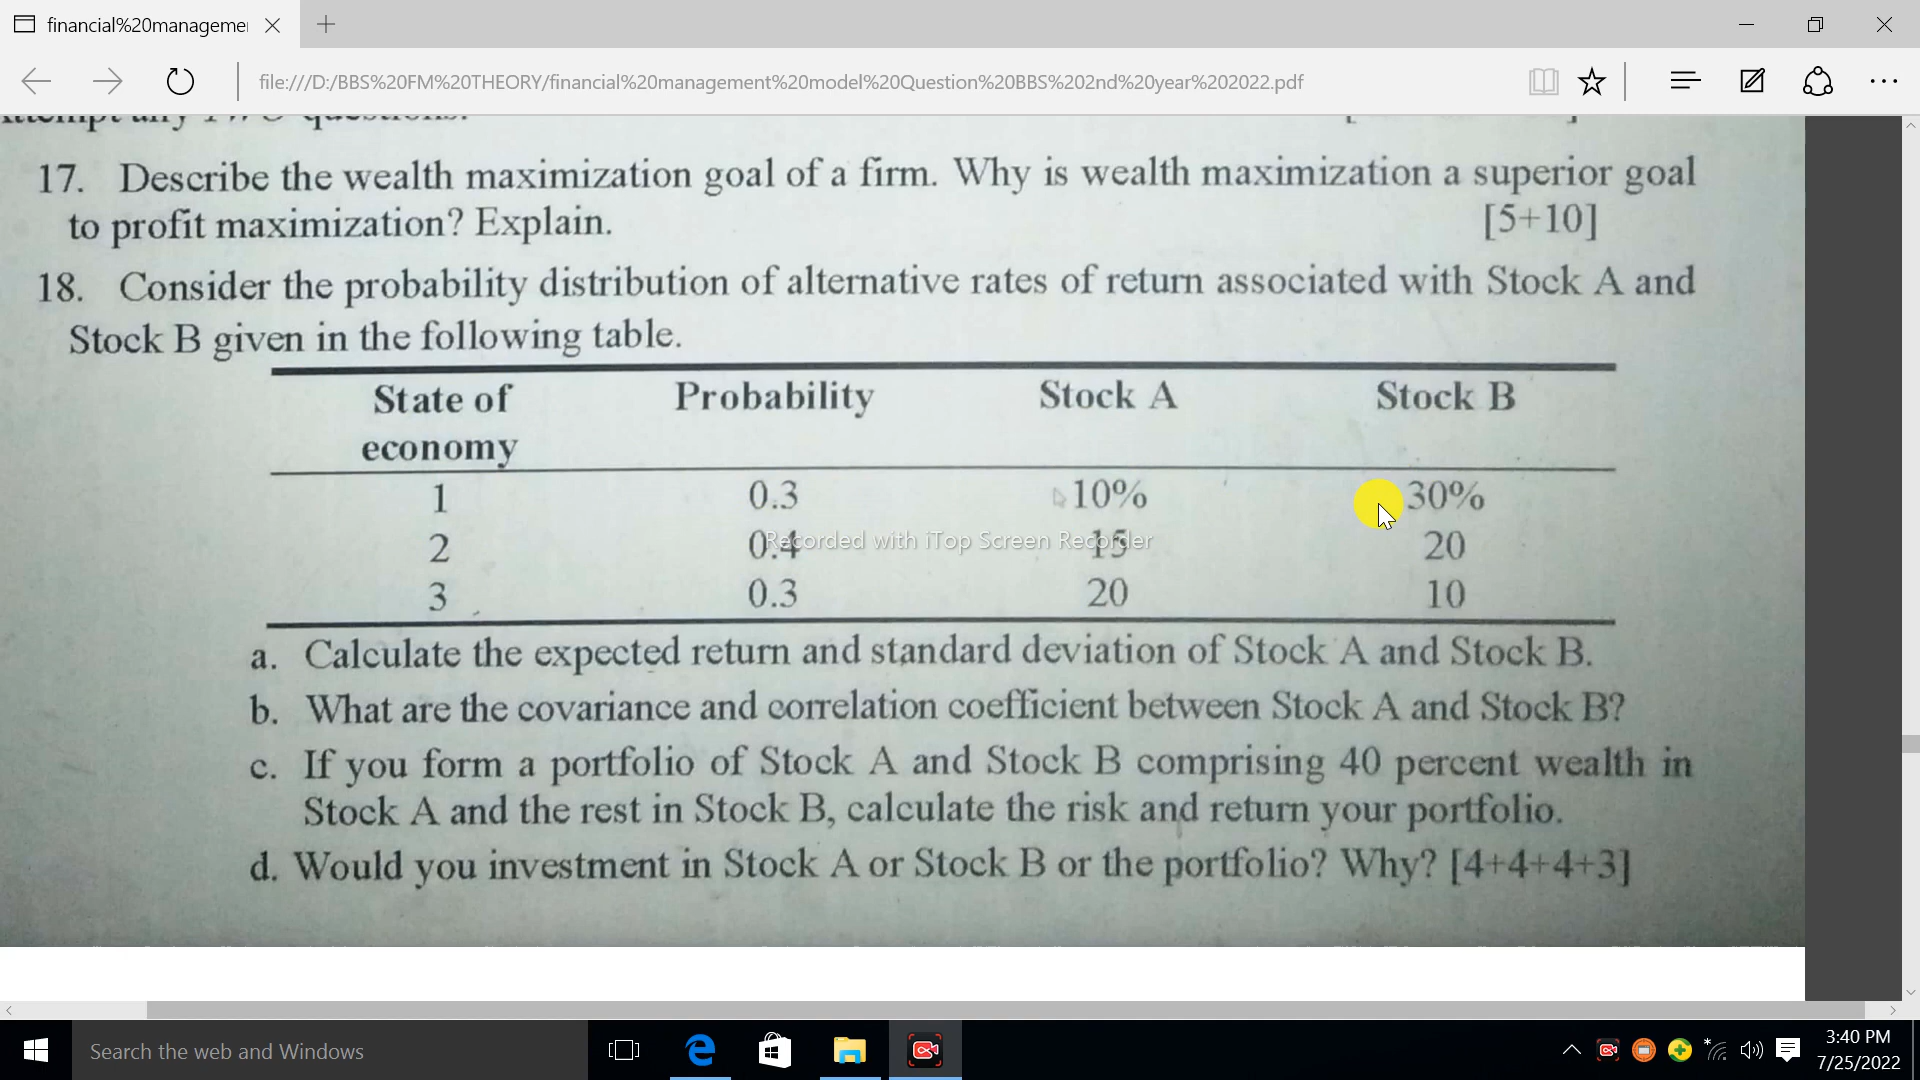 financial%20manageme
file:///D:/BBS%20FM%20THEORY/financial%20management%20model%20Question%20BBS%202nd%20year%202022.pdf
17. Describe the wealth maximization goal of a firm. Why is wealth maximization a superior goal
to profit maximization? Explain. [5+10]
18. Consider the probability distribution of alternative rates of return associated with Stock A and
Stock B given in the following table.
State of economy Probability Stock A Stock B
1 0.3 10% 30%
2 0.4 15 20
Recorded with iTop Screen Recorder
3 0.3 20 10
a. Calculate the expected return and standard deviation of Stock A and Stock B.
b. What are the covariance and correlation coefficient between Stock A and Stock B?
c. If you form a portfolio of Stock A and Stock B comprising 40 percent wealth in
Stock A and the rest in Stock B, calculate the risk and return your portfolio.
d. Would you investment in Stock A or Stock B or the portfolio? Why? [4+4+4+3]
Search the web and Windows
3:40 PM
7/25/2022